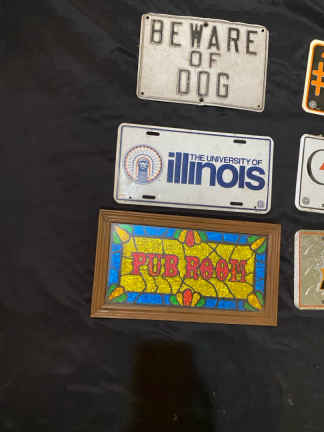 BEWARE
OF
DOG
THE UNIVERSITY OF
illinois
PUB ROOM